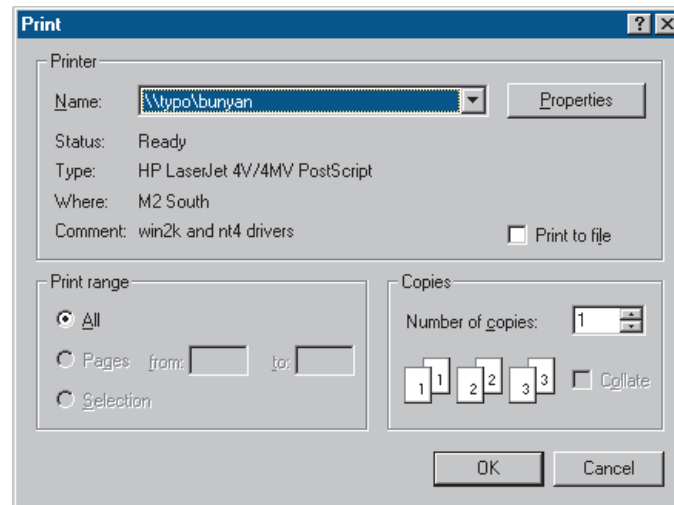 Print
Printer
Name: \\typo\bunyan Properties
Status: Ready
Type: HP LaserJet 4V/4MV PostScript
Where: M2 South
Comment: win2k and nt4 drivers
Print to file
Print range
All
Pages from: to:
Selection
Copies
Number of copies: 1
1 1 2 2 3 3
Collate
OK Cancel